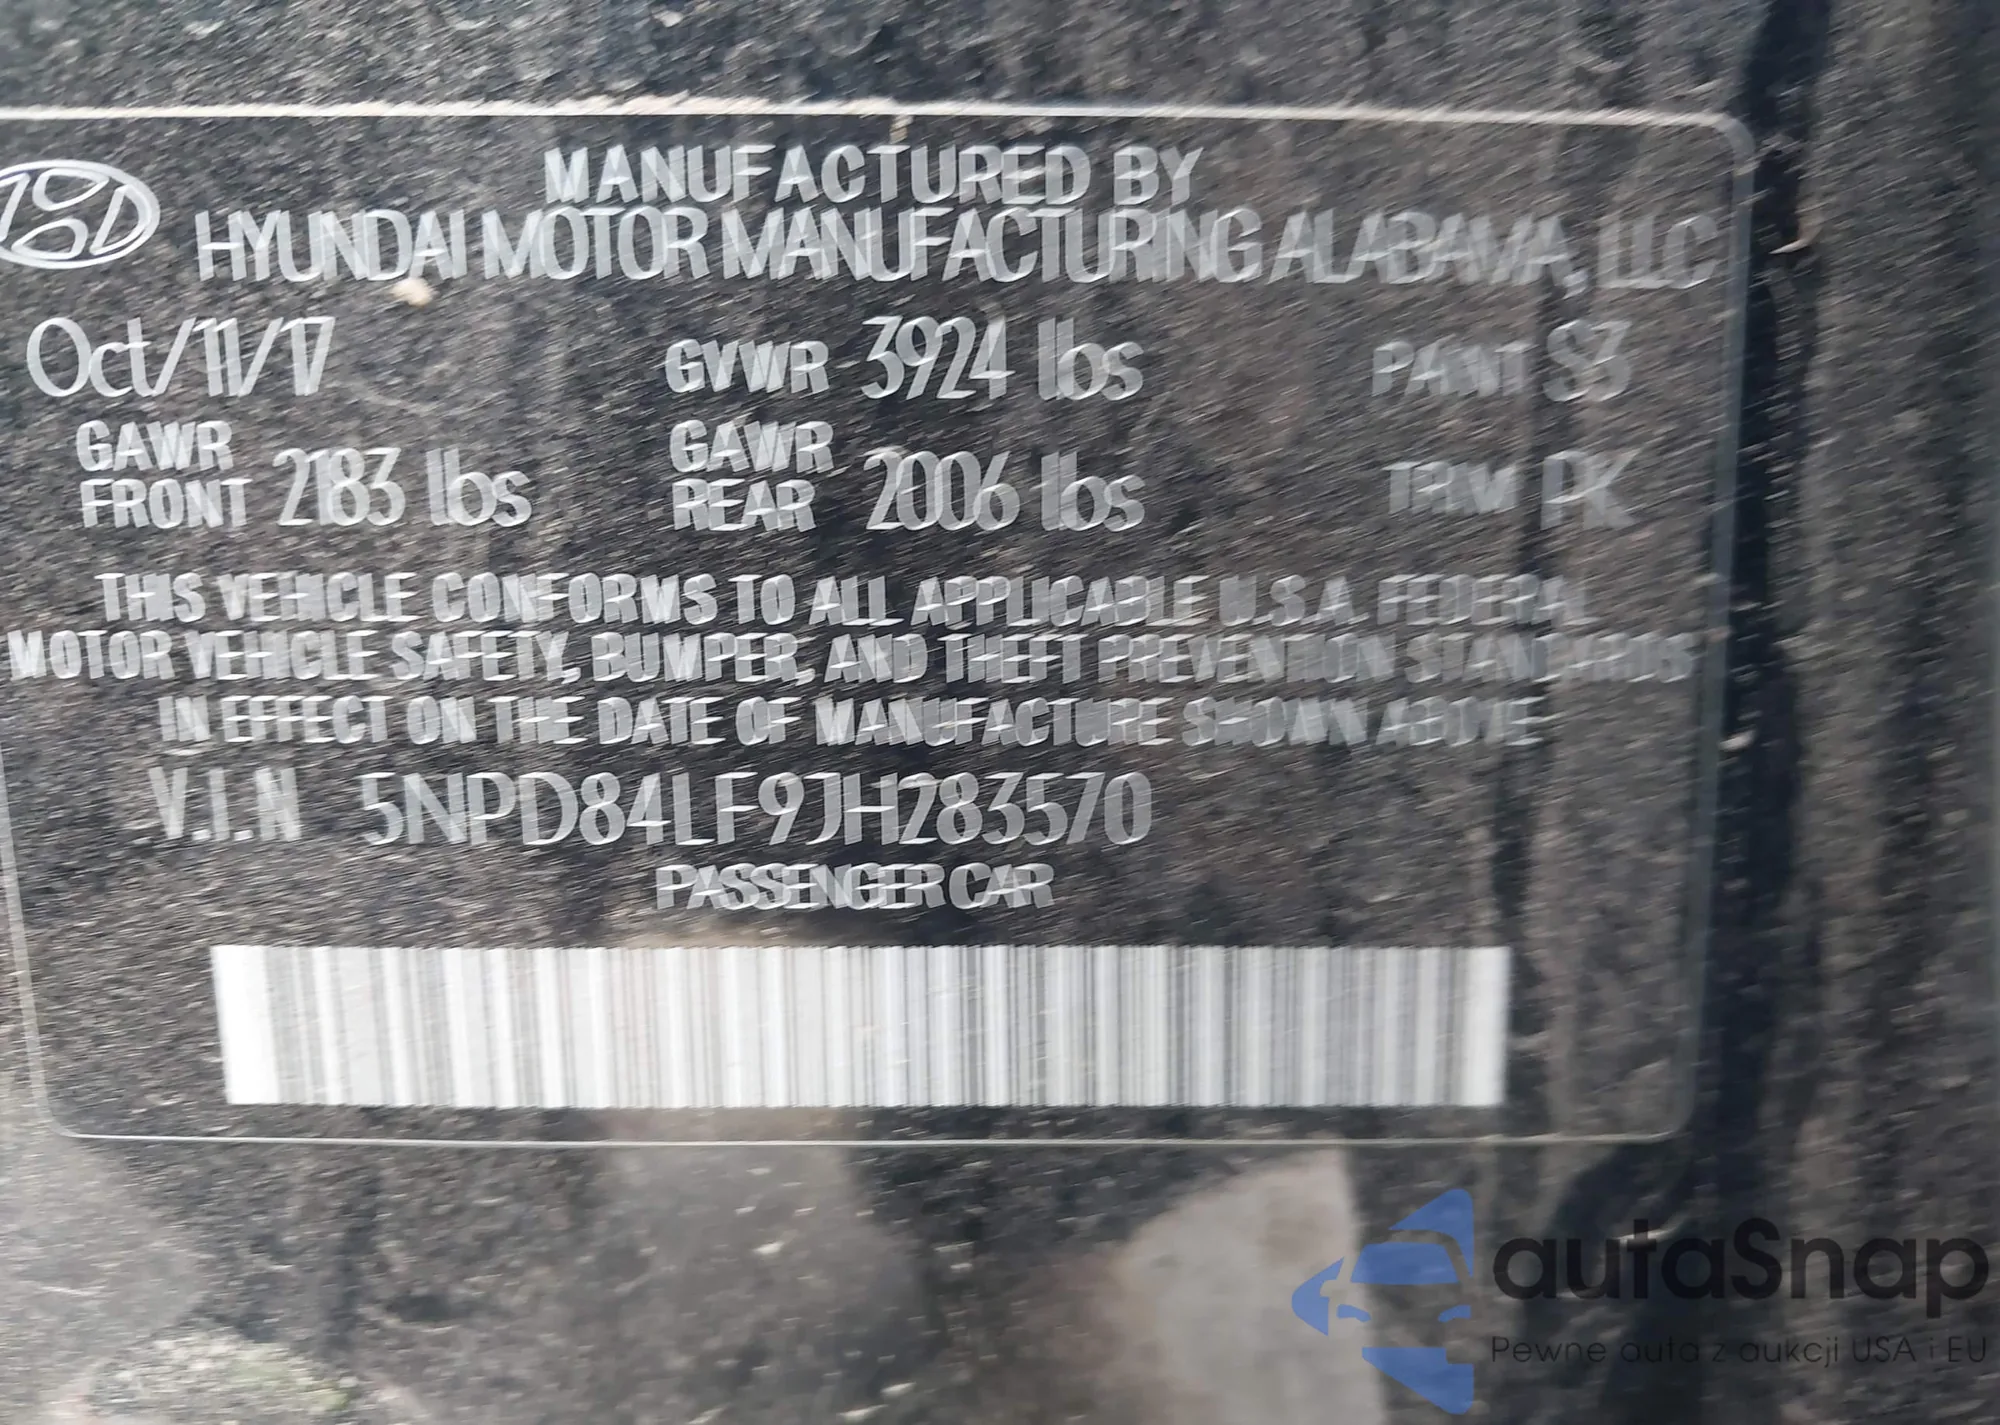 MANUFACTURED BY
HYUNDAI MOTOR MANUFACTURING ALABAMA, LLC
Oct/11/17 GVWR 3924 lbs PAINT S3
GAWR FRONT 2183 lbs GAWR REAR 2006 lbs TRIM PK
THIS VEHICLE CONFORMS TO ALL APPLICABLE U.S.A. FEDERAL
MOTOR VEHICLE SAFETY, BUMPER, AND THEFT PREVENTION STANDARDS
IN EFFECT ON THE DATE OF MANUFACTURE SHOWN ABOVE
V.I.N 5NPD84LF9JH283570
PASSENGER CAR
autaSnap
Pewne auta z aukcji USA i EU